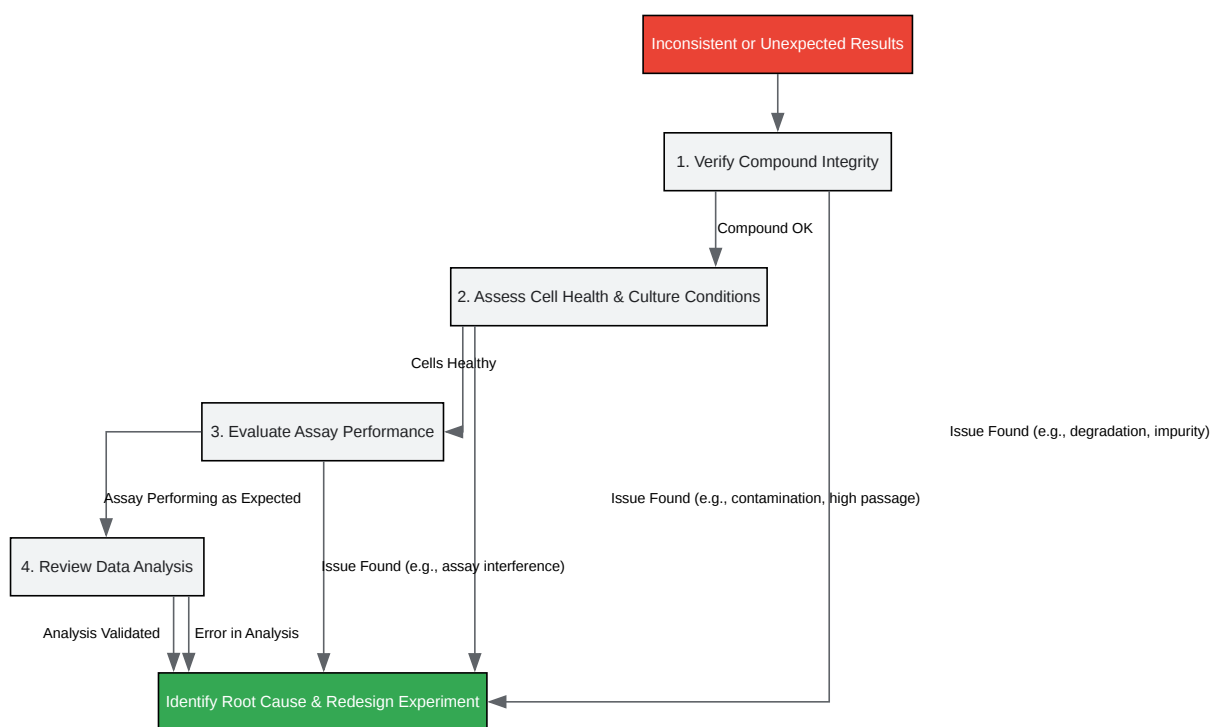 Inconsistent or Unexpected Results
1. Verify Compound Integrity
Compound OK
2. Assess Cell Health & Culture Conditions
Cells Healthy
3. Evaluate Assay Performance
Issue Found (e.g., degradation, impurity)
Assay Performing as Expected
Issue Found (e.g., contamination, high passage)
4. Review Data Analysis
Issue Found (e.g., assay interference)
Analysis Validated
Error in Analysis
Identify Root Cause & Redesign Experiment